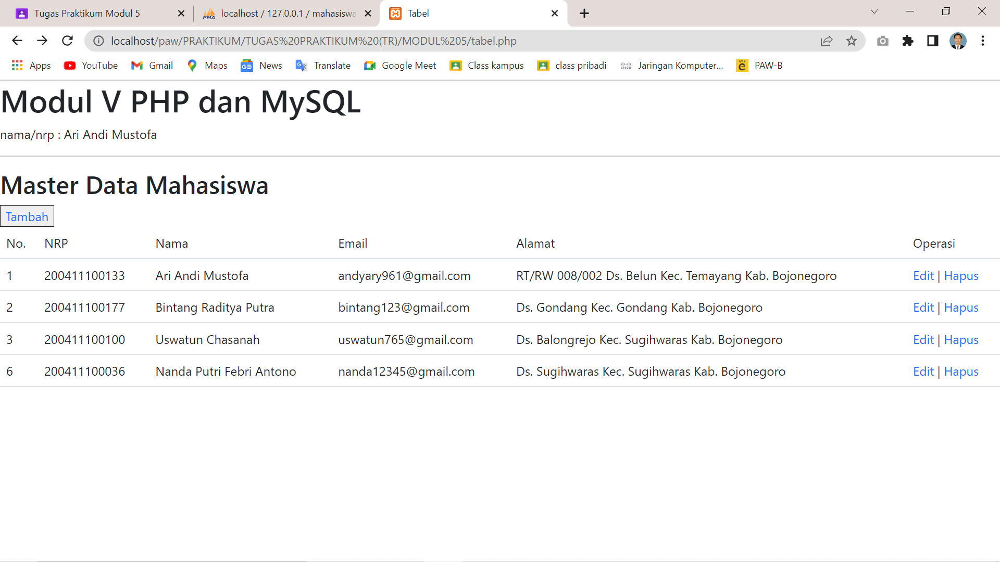 Tugas Praktikum Modul 5
localhost / 127.0.0.1 / mahasiswa
Tabel
localhost/paw/PRAKTIKUM/TUGAS%20PRAKTIKUM%20(TR)/MODUL%205/tabel.php
Apps YouTube Gmail Maps News Translate Google Meet Class kampus class pribadi Jaringan Komputer... PAW-B
Modul V PHP dan MySQL
nama/nrp : Ari Andi Mustofa
Master Data Mahasiswa
Tambah
No. NRP Nama Email Alamat Operasi
1 200411100133 Ari Andi Mustofa andyary961@gmail.com RT/RW 008/002 Ds. Belun Kec. Temayang Kab. Bojonegoro Edit | Hapus
2 200411100177 Bintang Raditya Putra bintang123@gmail.com Ds. Gondang Kec. Gondang Kab. Bojonegoro Edit | Hapus
3 200411100100 Uswatun Chasanah uswatun765@gmail.com Ds. Balongrejo Kec. Sugihwaras Kab. Bojonegoro Edit | Hapus
6 200411100036 Nanda Putri Febri Antono nanda12345@gmail.com Ds. Sugihwaras Kec. Sugihwaras Kab. Bojonegoro Edit | Hapus